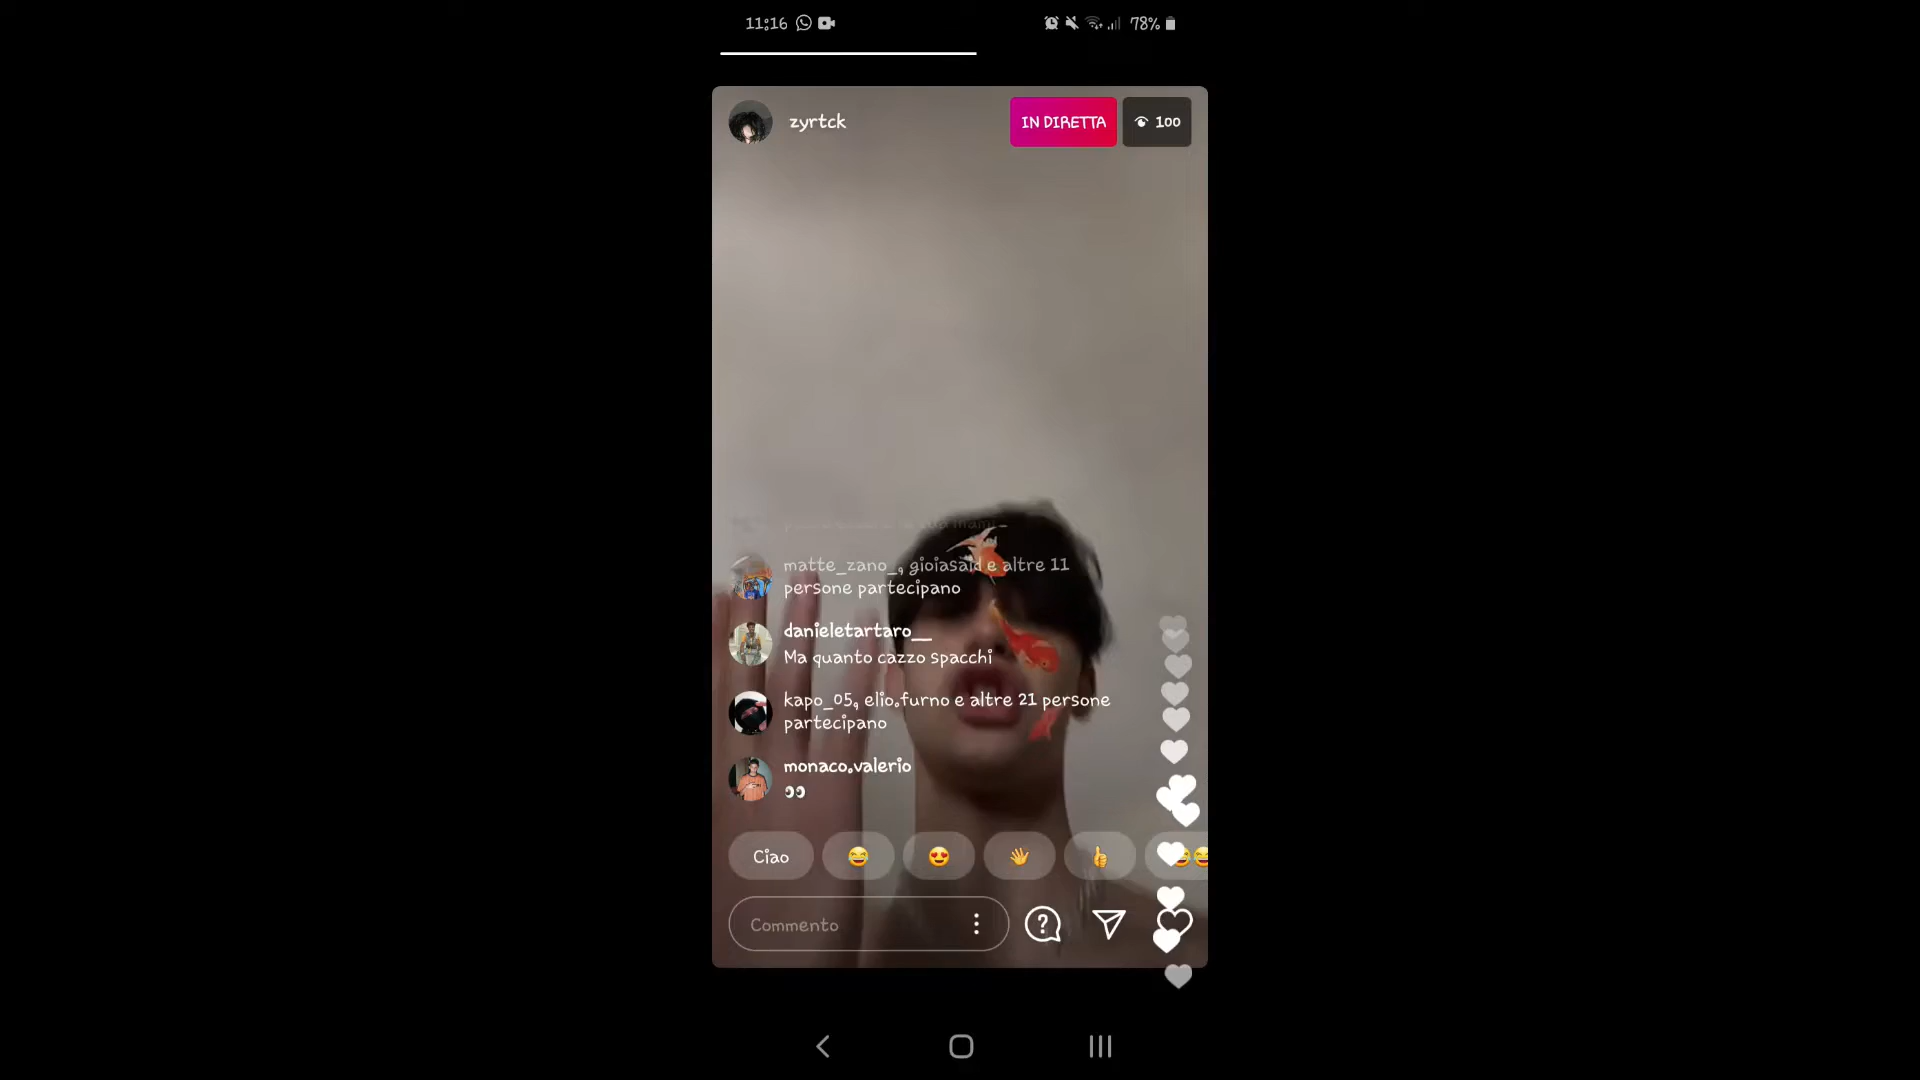 11:16
78%
zyrtck
IN DIRETTA
100
matte_zano_, gioiasaid e altre 11
persone partecipano
danieletartaro__
Ma quanto cazzo spacchi
kapo_05, elio.furno e altre 21 persone
partecipano
monaco.valerio
Ciao
Commento